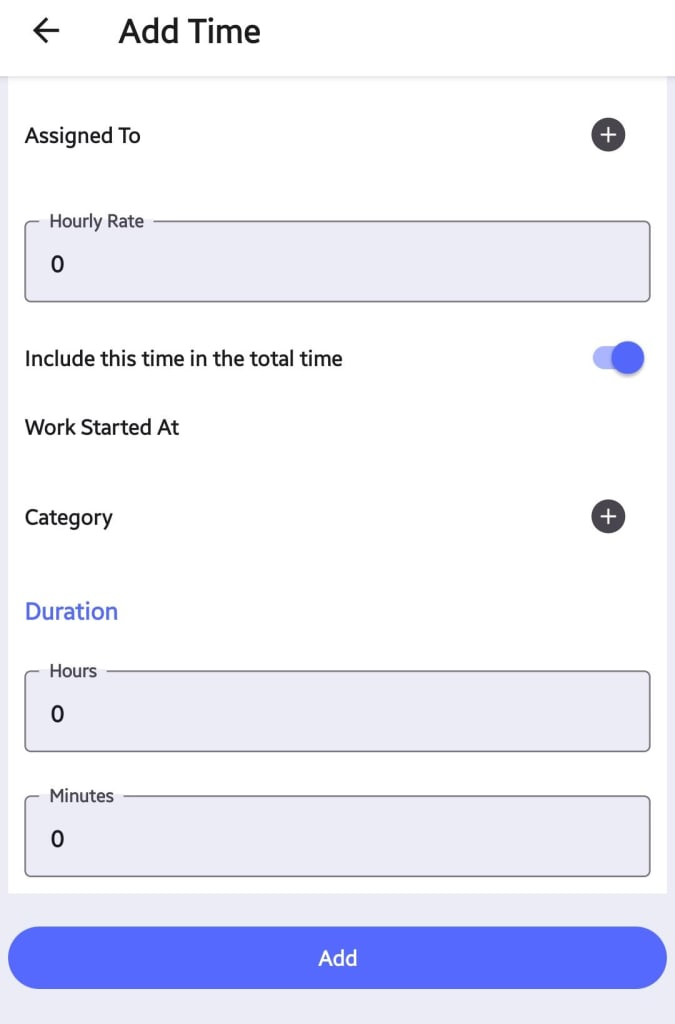 Add Time
Assigned To
Hourly Rate
0
Include this time in the total time
Work Started At
Category
Duration
Hours
0
Minutes
0
Add